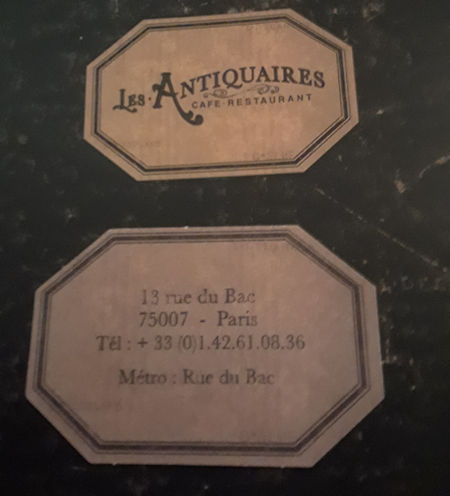 LES·ANTIQUAIRES
CAFE·RESTAURANT
13 rue du Bac
75007 - Paris
Tél : + 33 (0)1.42.61.08.36
Métro : Rue du Bac